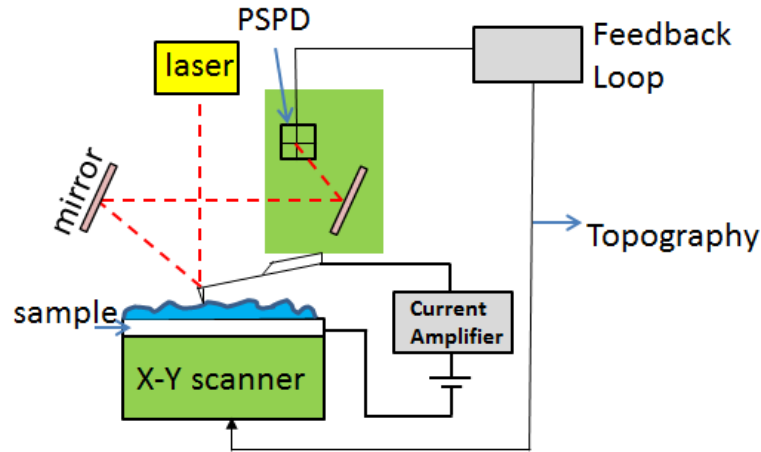 PSPD
laser
Feedback
Loop
mirror
Topography
sample
Current
Amplifier
X-Y scanner